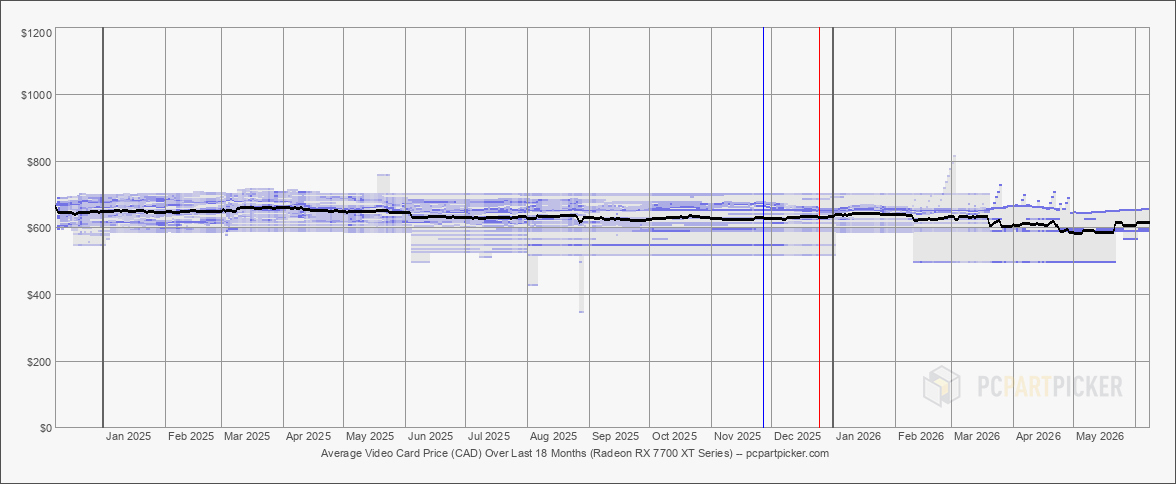 $1200
$1000
$800
$600
$400
$200
$0
PCPARTPICKER
Jan 2025 Feb 2025 Mar 2025 Apr 2025 May 2025 Jun 2025 Jul 2025 Aug 2025 Sep 2025 Oct 2025 Nov 2025 Dec 2025 Jan 2026 Feb 2026 Mar 2026 Apr 2026 May 2026
Average Video Card Price (CAD) Over Last 18 Months (Radeon RX 7700 XT Series) -- pcpartpicker.com